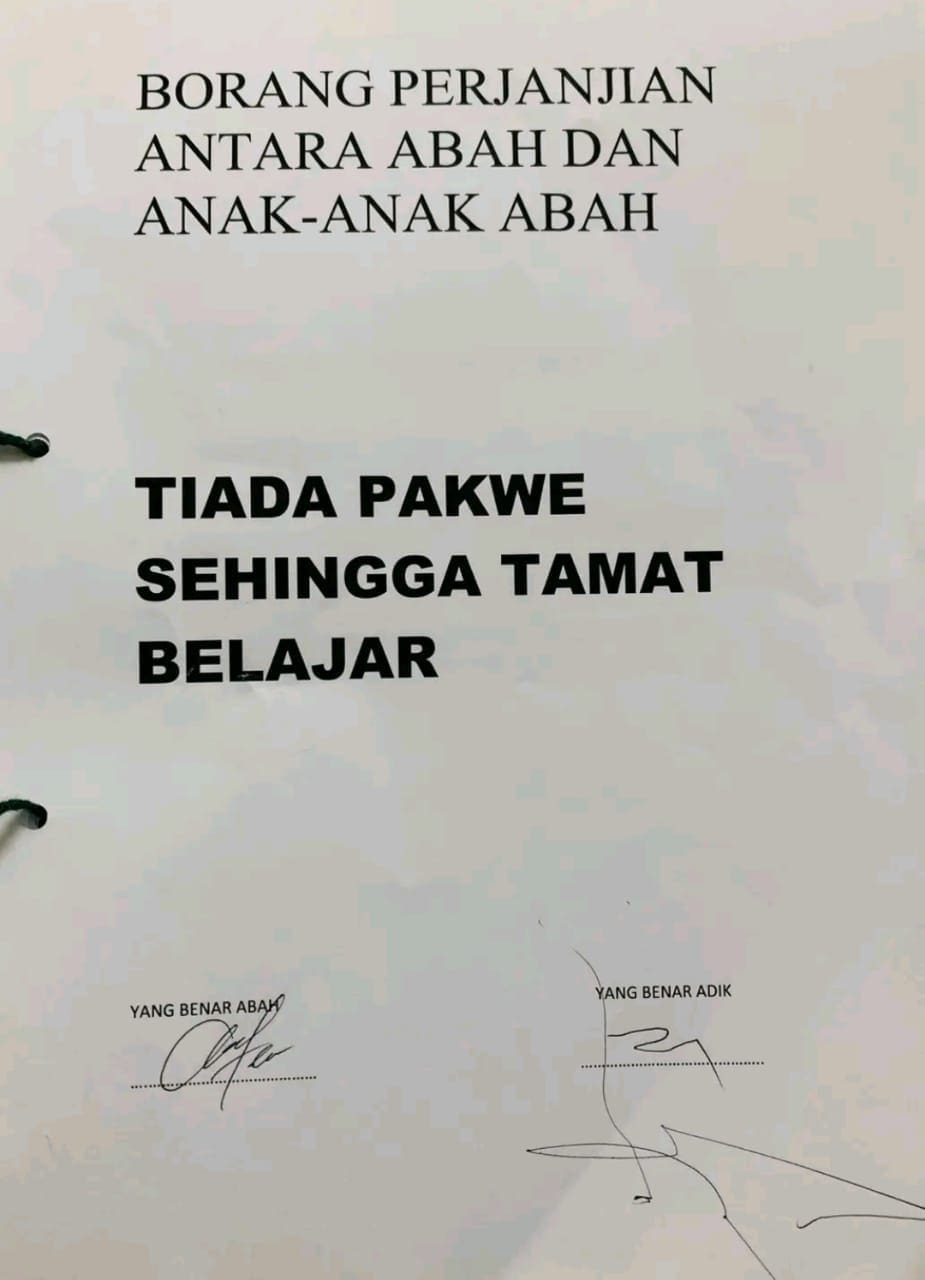 BORANG PERJANJIAN
ANTARA ABAH DAN
ANAK-ANAK ABAH
TIADA PAKWE
SEHINGGA TAMAT
BELAJAR
YANG BENAR ABAH
YANG BENAR ADIK